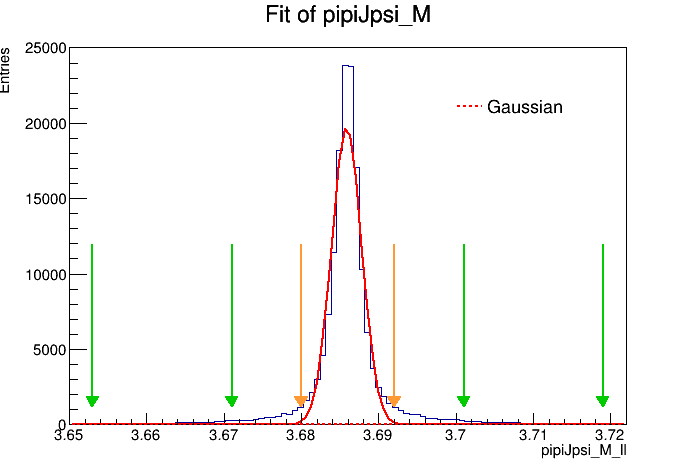 Fit of pipiJpsi_M
Entries
25000
20000
15000
10000
5000
0
Gaussian
3.65 3.66 3.67 3.68 3.69 3.7 3.71 3.72
pipiJpsi_M_ll